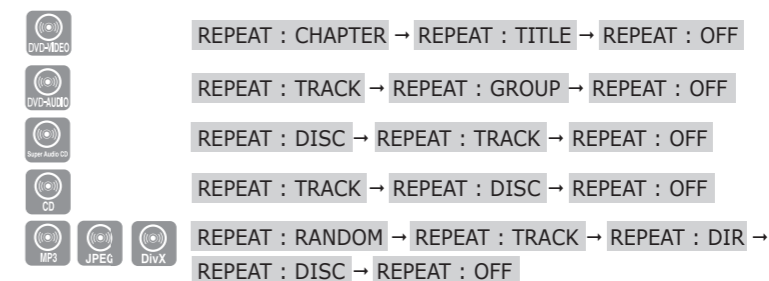 DVD-VIDEO REPEAT : CHAPTER → REPEAT : TITLE → REPEAT : OFF
DVD-AUDIO REPEAT : TRACK → REPEAT : GROUP → REPEAT : OFF
Super Audio CD REPEAT : DISC → REPEAT : TRACK → REPEAT : OFF
CD REPEAT : TRACK → REPEAT : DISC → REPEAT : OFF
MP3 JPEG DivX REPEAT : RANDOM → REPEAT : TRACK → REPEAT : DIR →
REPEAT : DISC → REPEAT : OFF